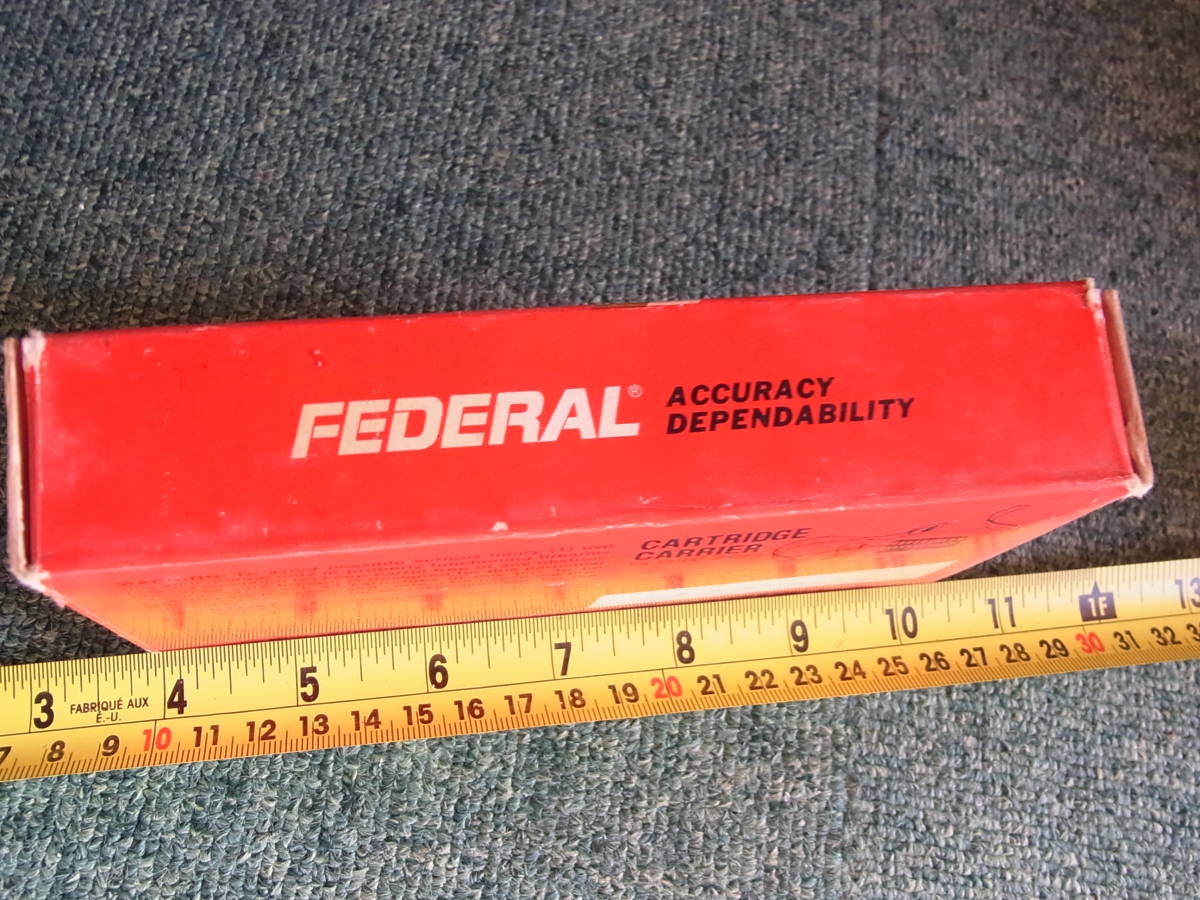 FEDERAL®
ACCURACY
DEPENDABILITY
CARTRIDGE
CARRIER
3 FABRIQUÉ AUX 4 5 6 7 8 9 10 11 1F 13
É.-U.
7 8 9 10 11 12 13 14 15 16 17 18 19 20 21 22 23 24 25 26 27 28 29 30 31 32